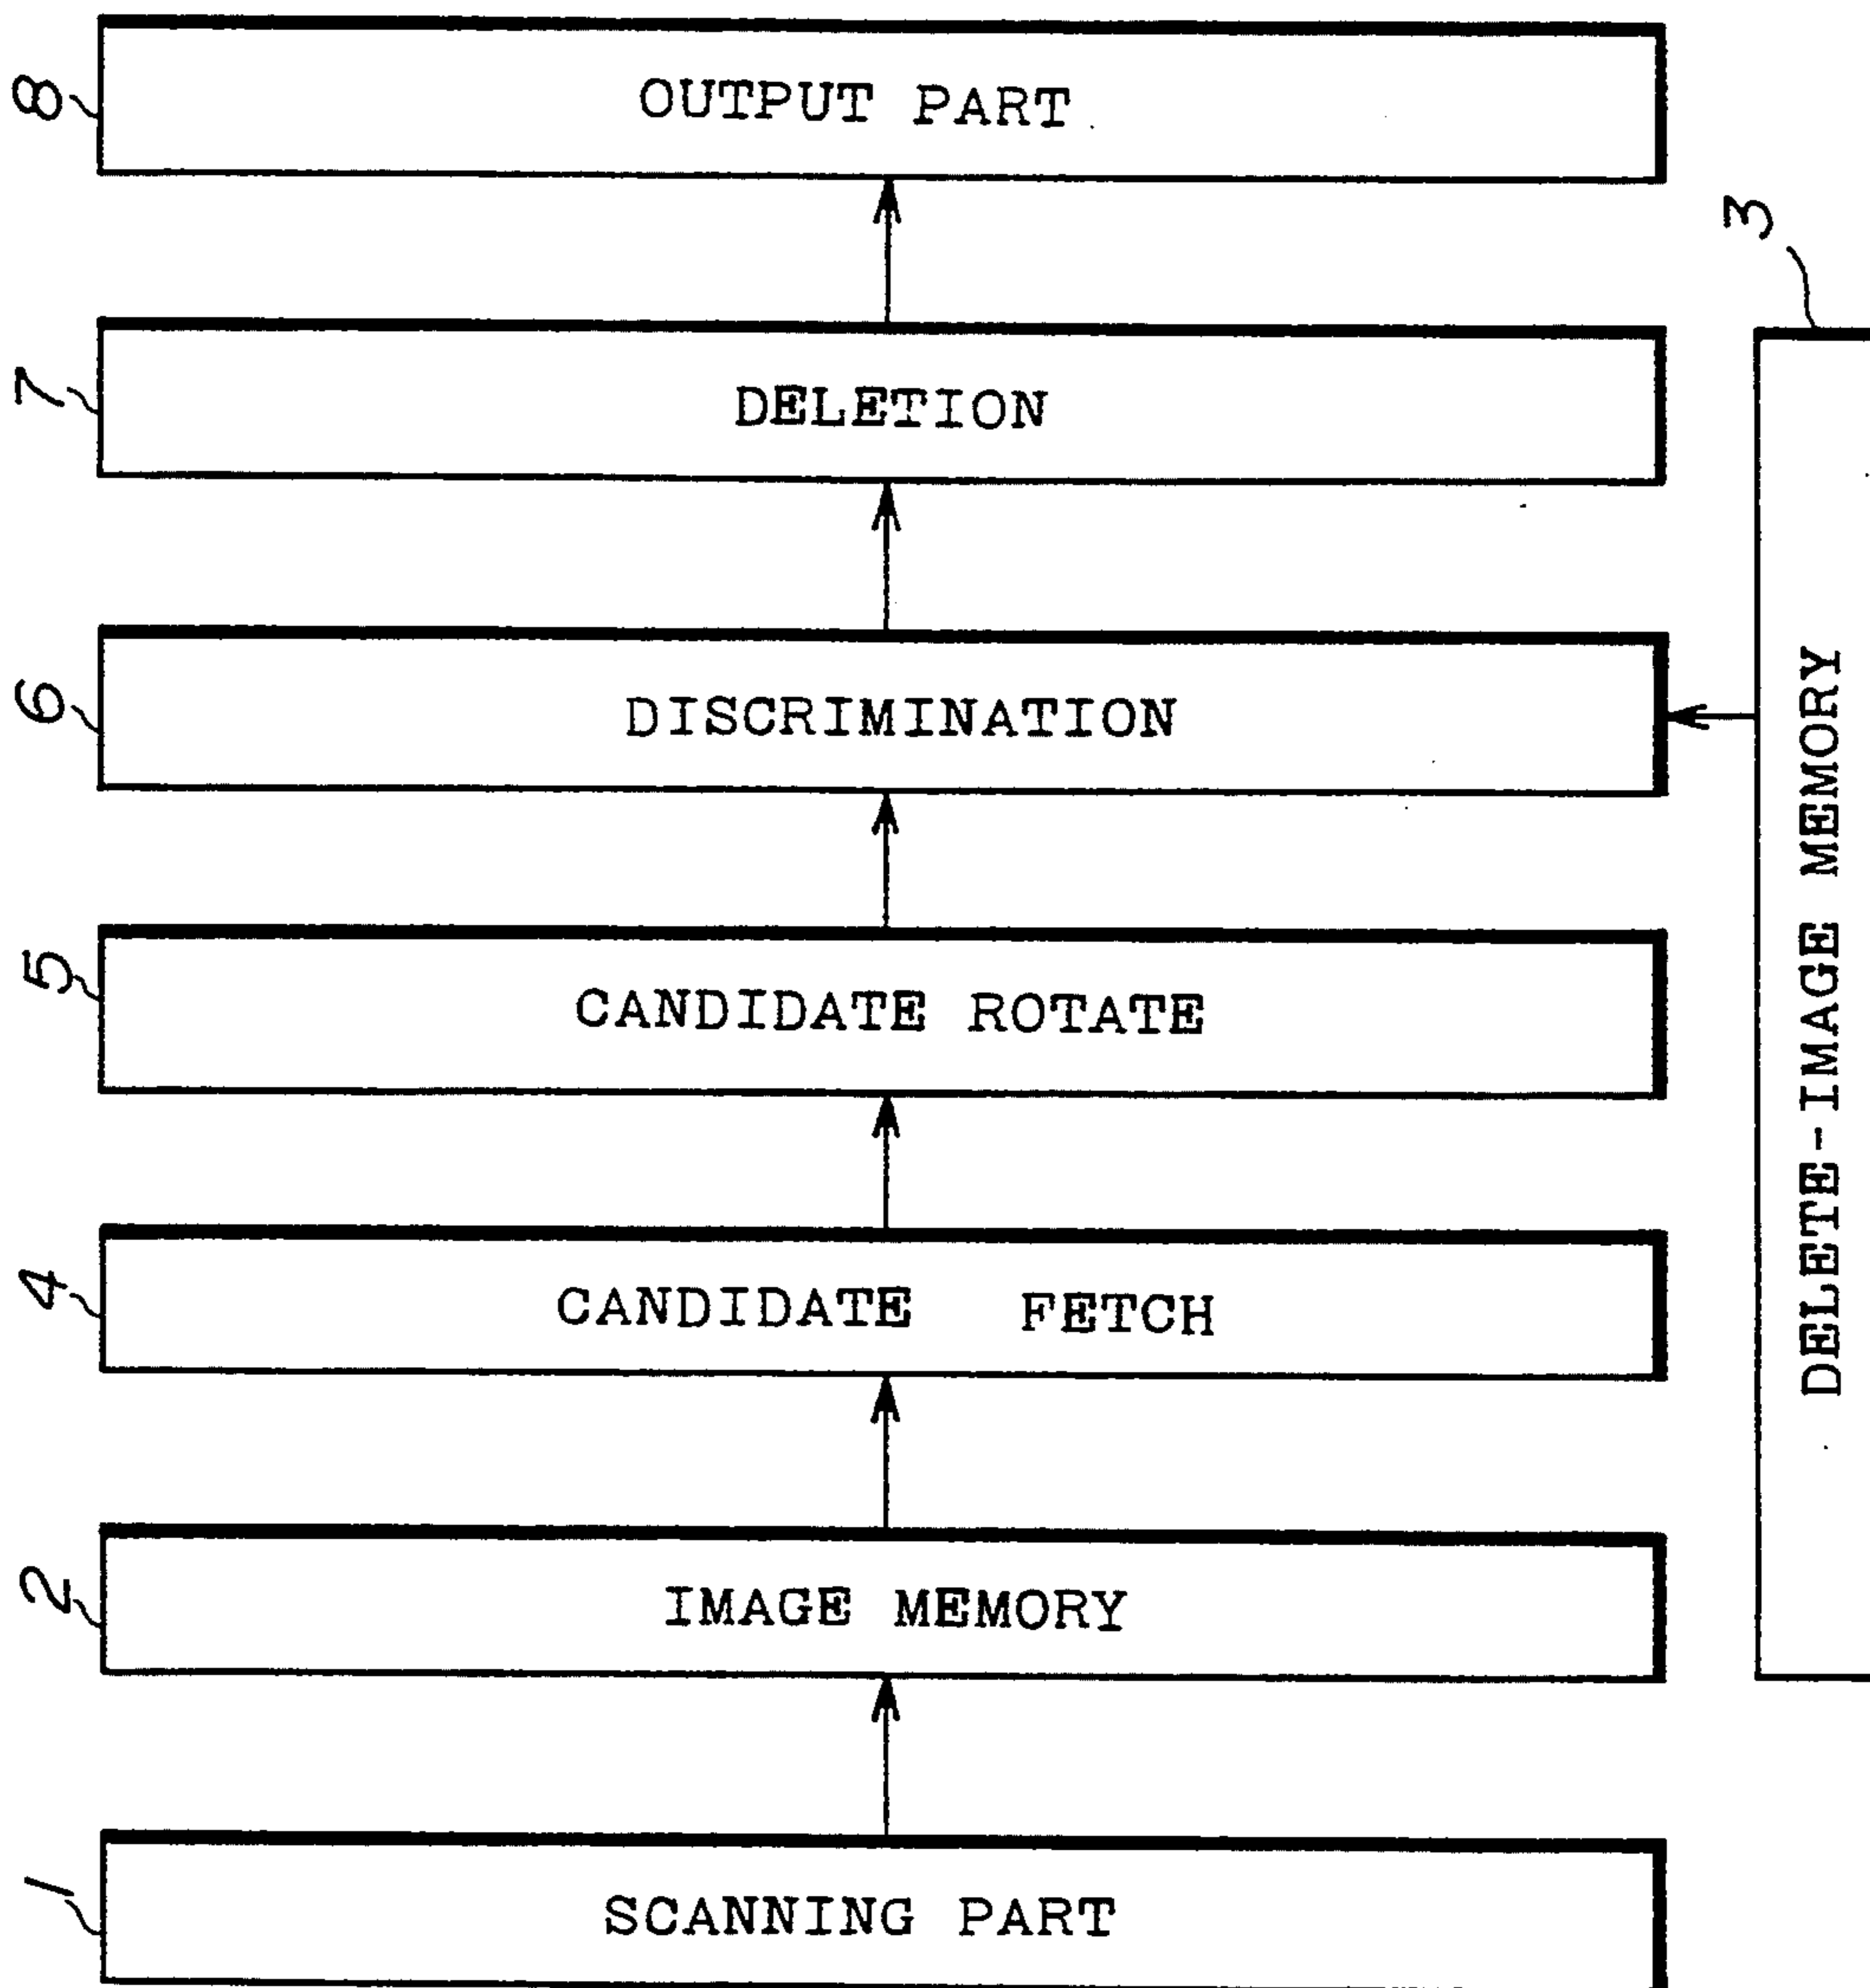 8
OUTPUT PART
3
7
DELETION
6
DISCRIMINATION
5
CANDIDATE ROTATE
DELETE-IMAGE MEMORY
4
CANDIDATE FETCH
2
IMAGE MEMORY
1
SCANNING PART